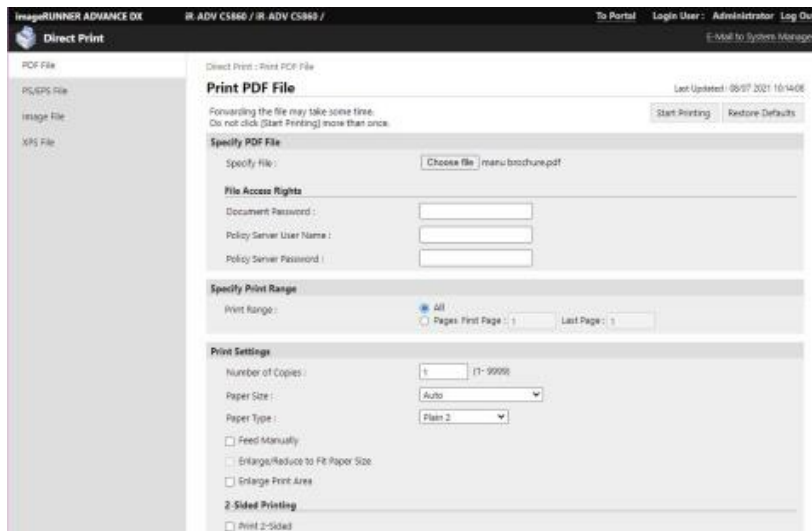 imageRUNNER ADVANCE DX iR-ADV C5860 / iR-ADV C5860 / To Portal Login User : Administrator Log Ou
Direct Print E-Mail to System Manage
PDF File
PS/EPS File
Image File
XPS File
Direct Print : Print PDF File
Print PDF File Last Updated : 08/07 2021 10:14:08
Forwarding the file may take some time.
Do not click [Start Printing] more than once.
Start Printing Restore Defaults
Specify PDF File
Specify File : Choose file manu brochure.pdf
File Access Rights
Document Password :
Policy Server User Name :
Policy Server Password :
Specify Print Range
Print Range : All
Pages First Page : 1 Last Page : 1
Print Settings
Number of Copies : 1 (1- 9999)
Paper Size : Auto
Paper Type : Plain 2
Feed Manually
Enlarge/Reduce to Fit Paper Size
Enlarge Print Area
2-Sided Printing
Print 2-Sided